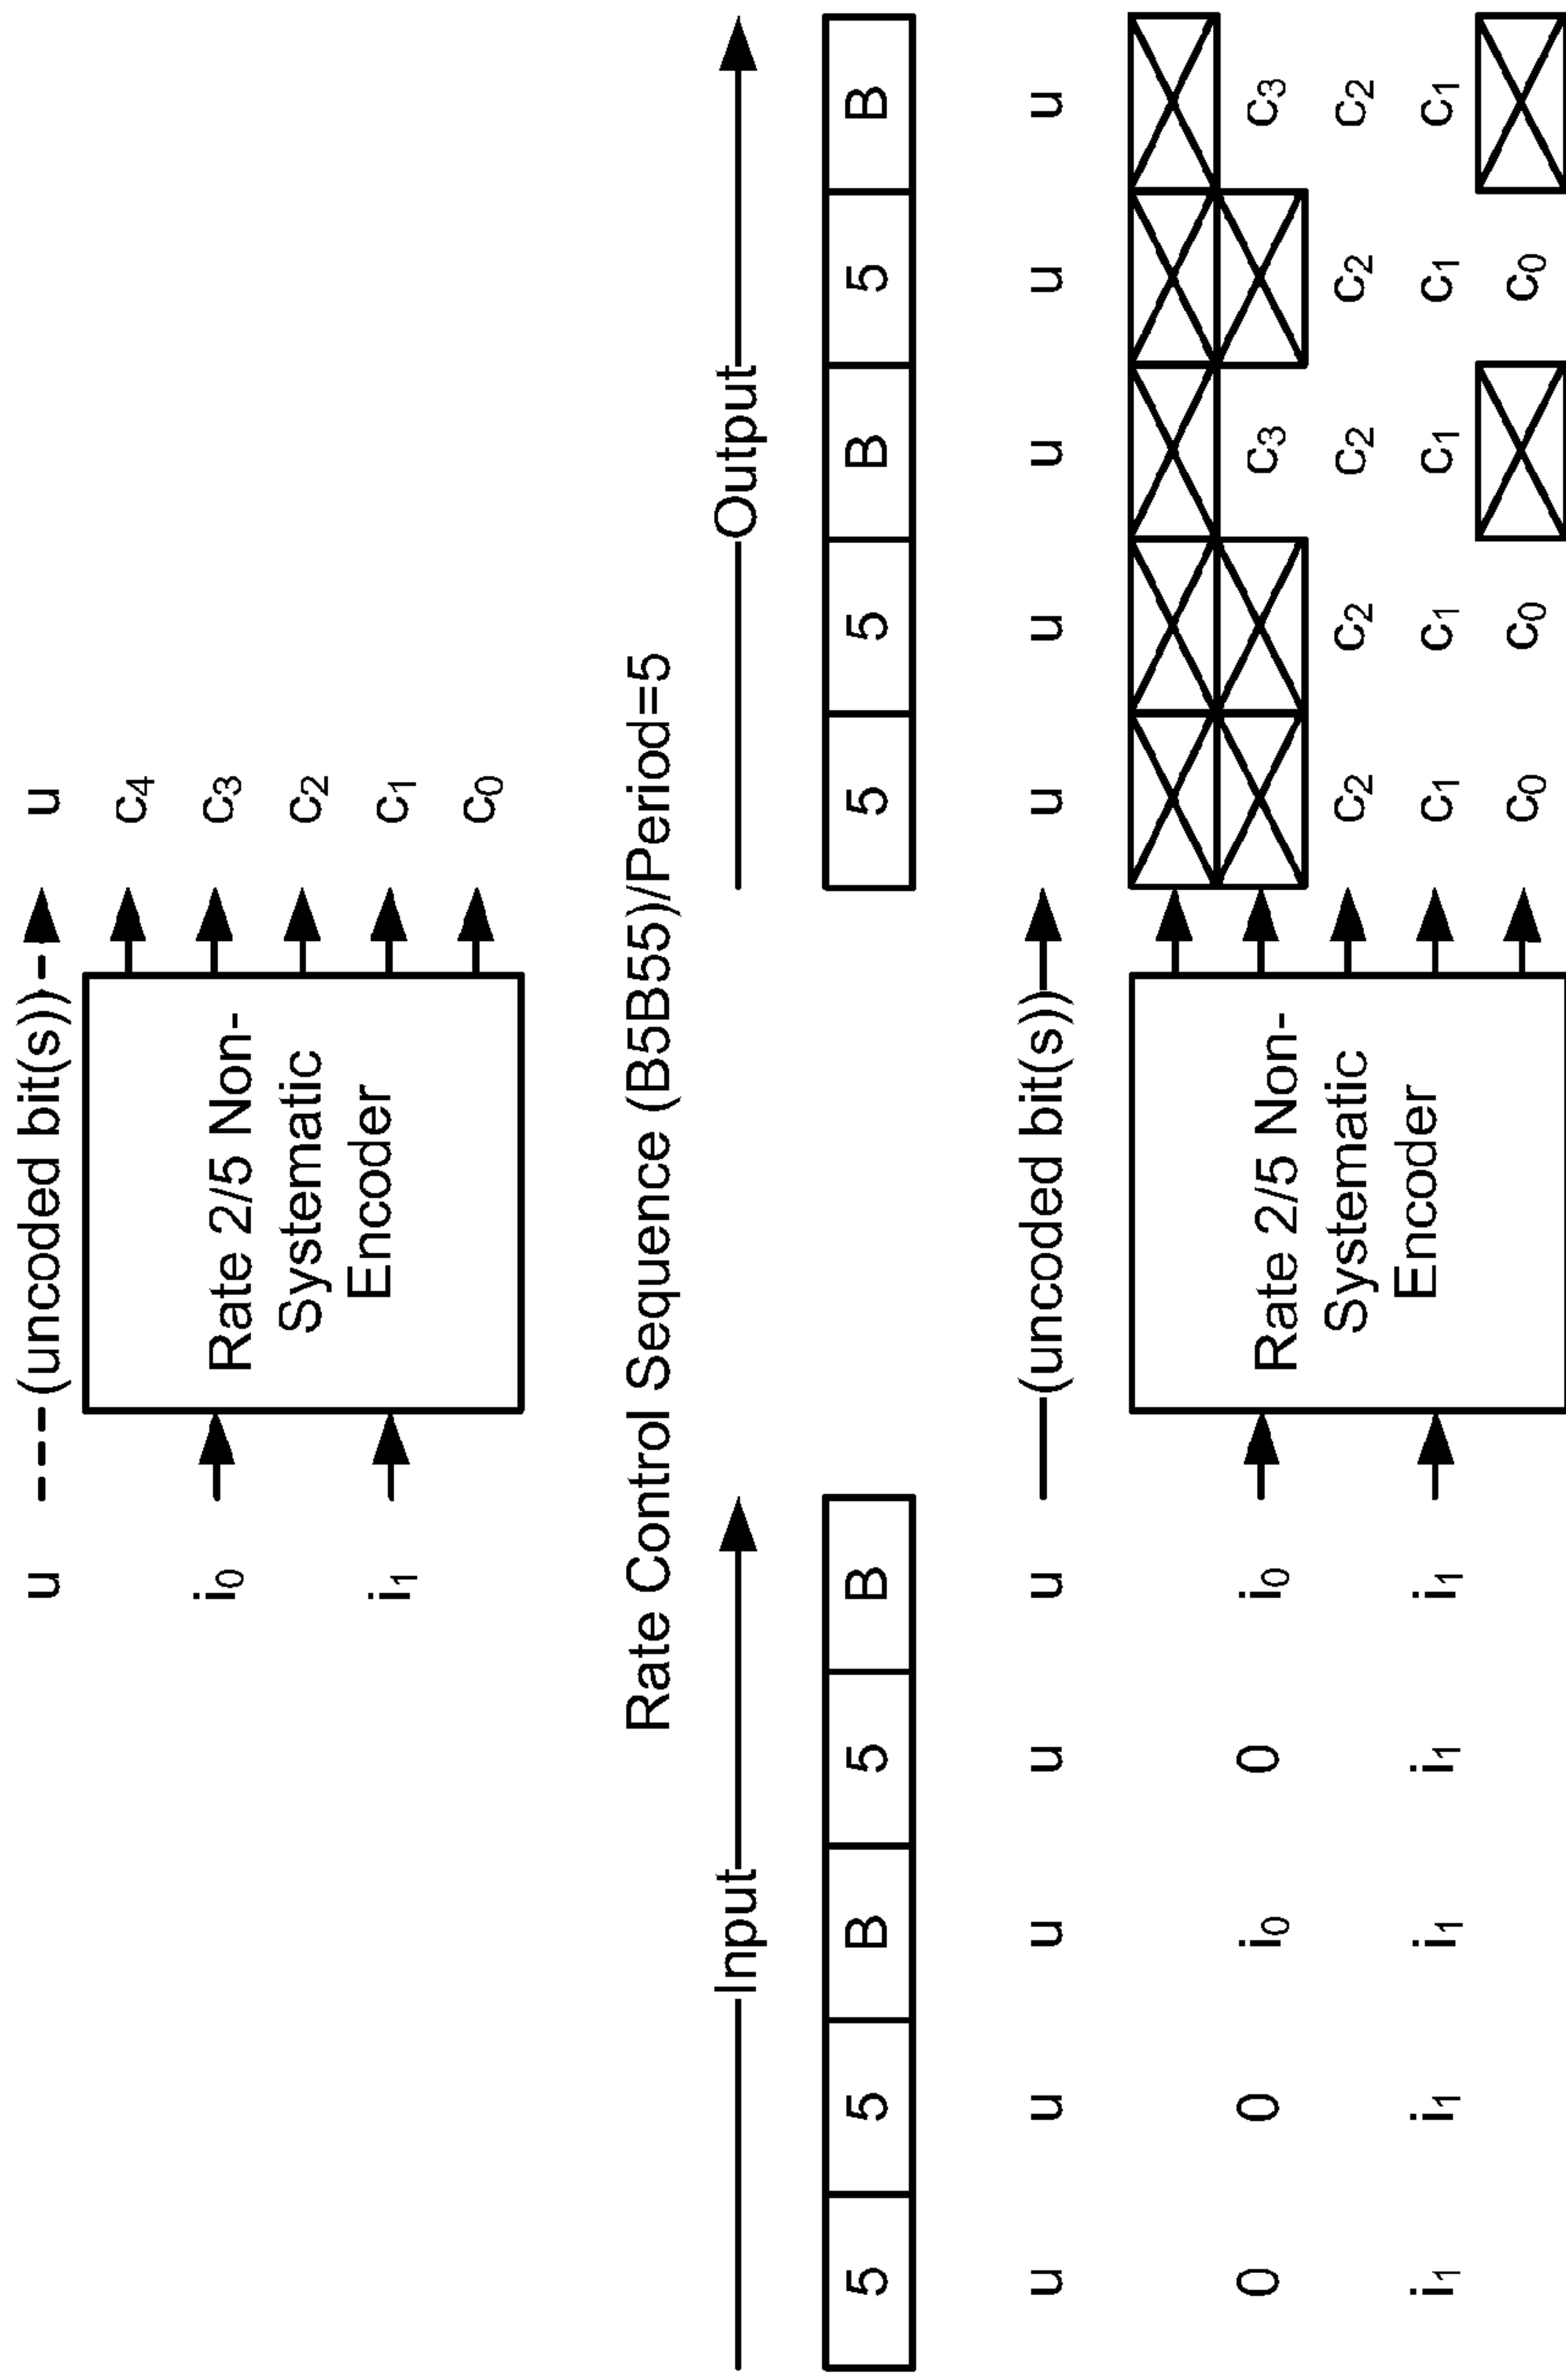 u (uncoded bit(s)) u
i0 Rate 2/5 Non- c4
i1 Systematic c3
Encoder c2
c1
c0
Rate Control Sequence (B5B55)/Period=5
Input Output
5 5 B 5 B 5 5 B 5 B
u u u u u (uncoded bit(s)) u u u u u
0 0 i0 0 i0 Rate 2/5 Non- c3 c3
Systematic c2 c2 c2 c2 c2
i1 i1 i1 i1 i1 Encoder c1 c1 c1 c1 c1
c0 c0 c0